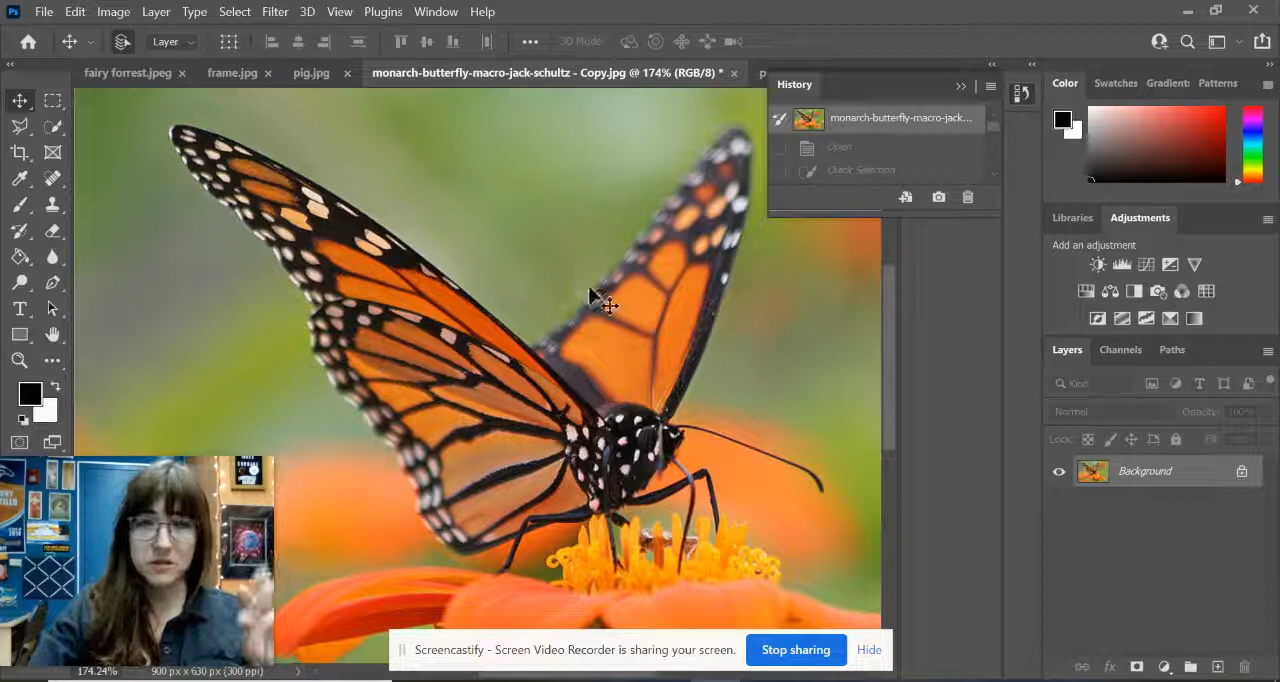 Ps File Edit Image Layer Type Select Filter 3D View Plugins Window Help
Layer 3D Mode
fairy forrest.jpeg × frame.jpg × pig.jpg × monarch-butterfly-macro-jack-schultz - Copy.jpg @ 174% (RGB/8) * × p
History
monarch-butterfly-macro-jack...
Open
Quick Selection
Color Swatches Gradient: Patterns
Libraries Adjustments
Add an adjustment
Layers Channels Paths
Kind
Normal Opacity: 100%
Lock: Fill:
Background
Screencastify - Screen Video Recorder is sharing your screen. Stop sharing Hide
174.24% 900 px x 630 px (300 ppi)